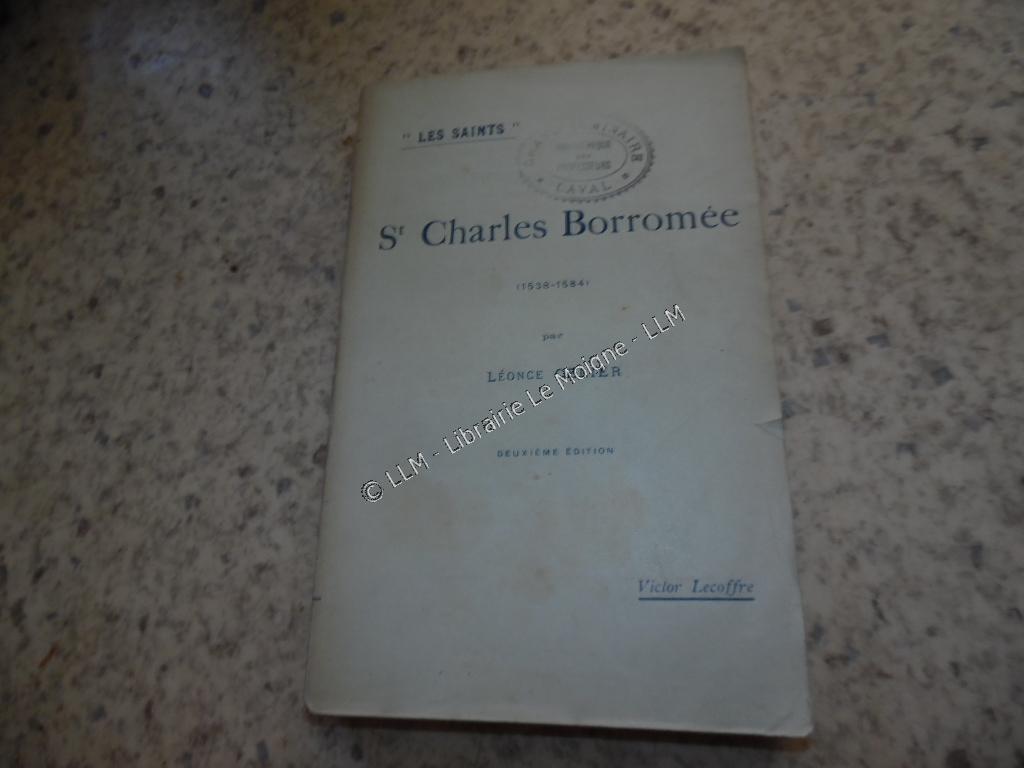 " LES SAINTS "
LAVAL
St Charles Borromée
(1538-1584)
par
LÉONCE
DEUXIÈME ÉDITION
Victor Lecoffre
© LLM - Librairie Le Moigne - LLM